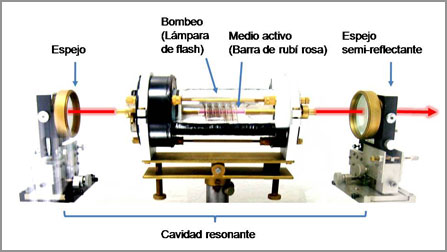 Espejo
Bombeo
(Lámpara
de flash)
Medio activo
(Barra de rubí rosa)
Espejo
semi-reflectante
Cavidad resonante